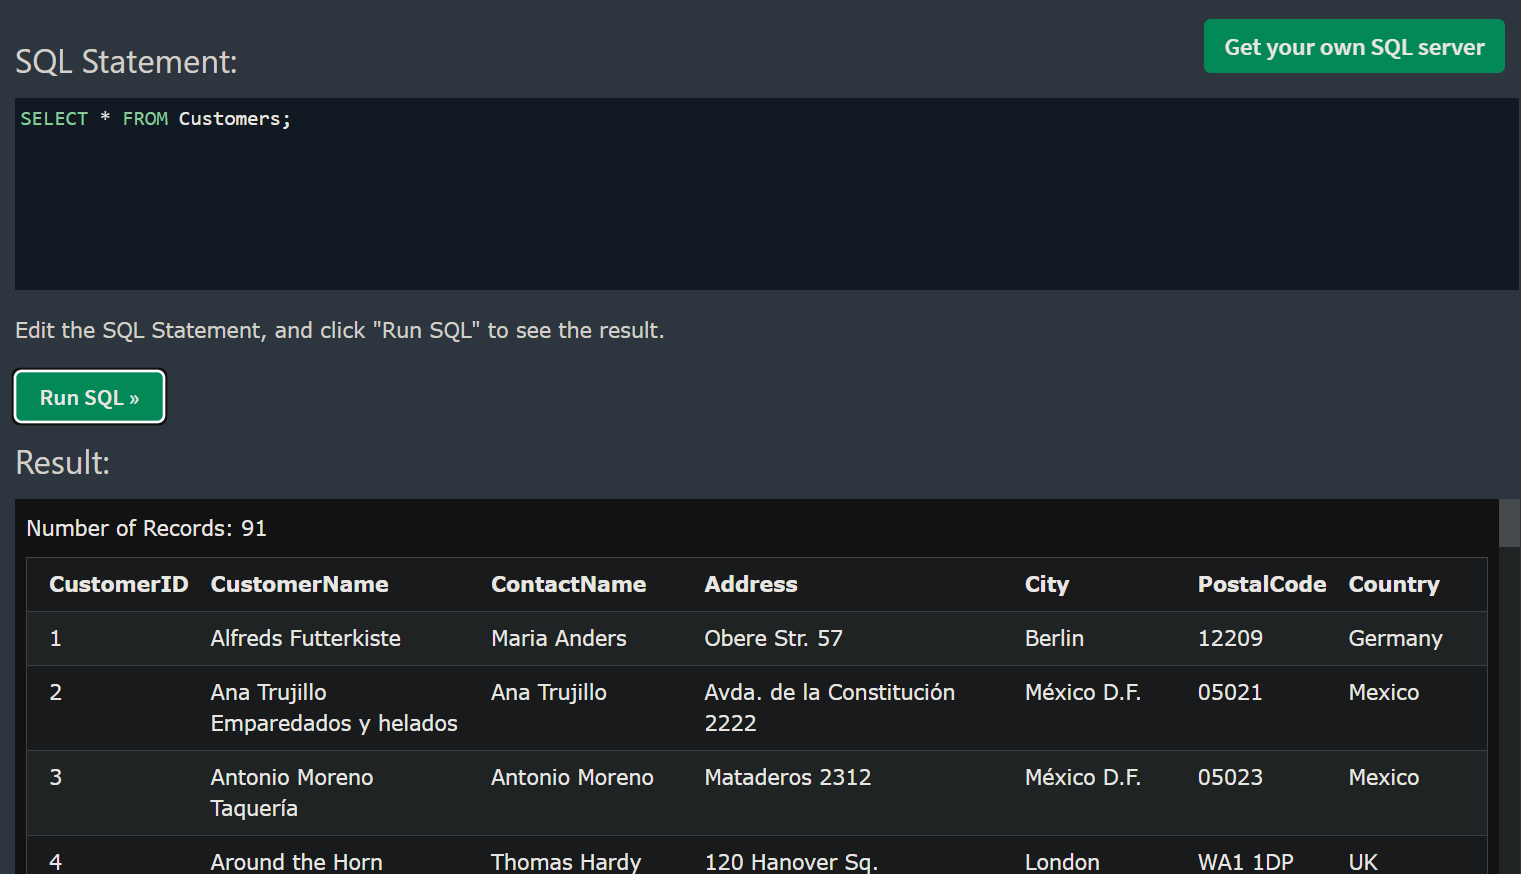 Get your own SQL server
SQL Statement:
SELECT * FROM Customers;
Edit the SQL Statement, and click "Run SQL" to see the result.
Run SQL »
Result:
Number of Records: 91
CustomerID CustomerName ContactName Address City PostalCode Country
1 Alfreds Futterkiste Maria Anders Obere Str. 57 Berlin 12209 Germany
2 Ana Trujillo Ana Trujillo Avda. de la Constitución México D.F. 05021 Mexico
Emparedados y helados 2222
3 Antonio Moreno Antonio Moreno Mataderos 2312 México D.F. 05023 Mexico
Taquería
4 Around the Horn Thomas Hardy 120 Hanover Sq. London WA1 1DP UK